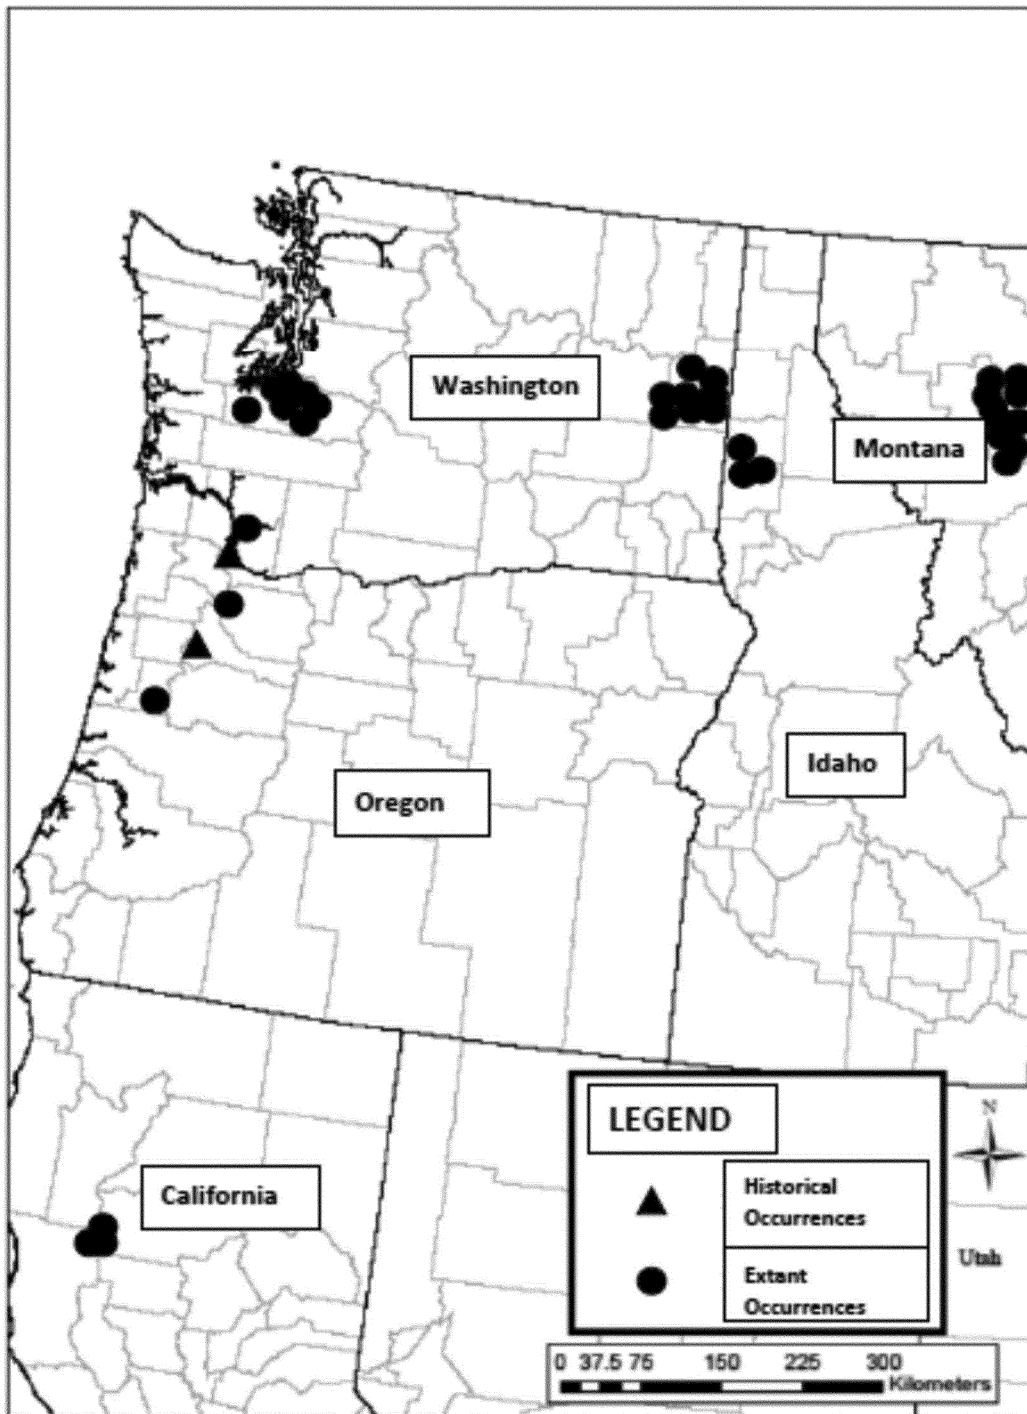 Washington
Montana
Idaho
Oregon
California
LEGEND
Historical
Occurrences
Extant
Occurrences
N
Utah
0 37.5 75 150 225 300
Kilometers